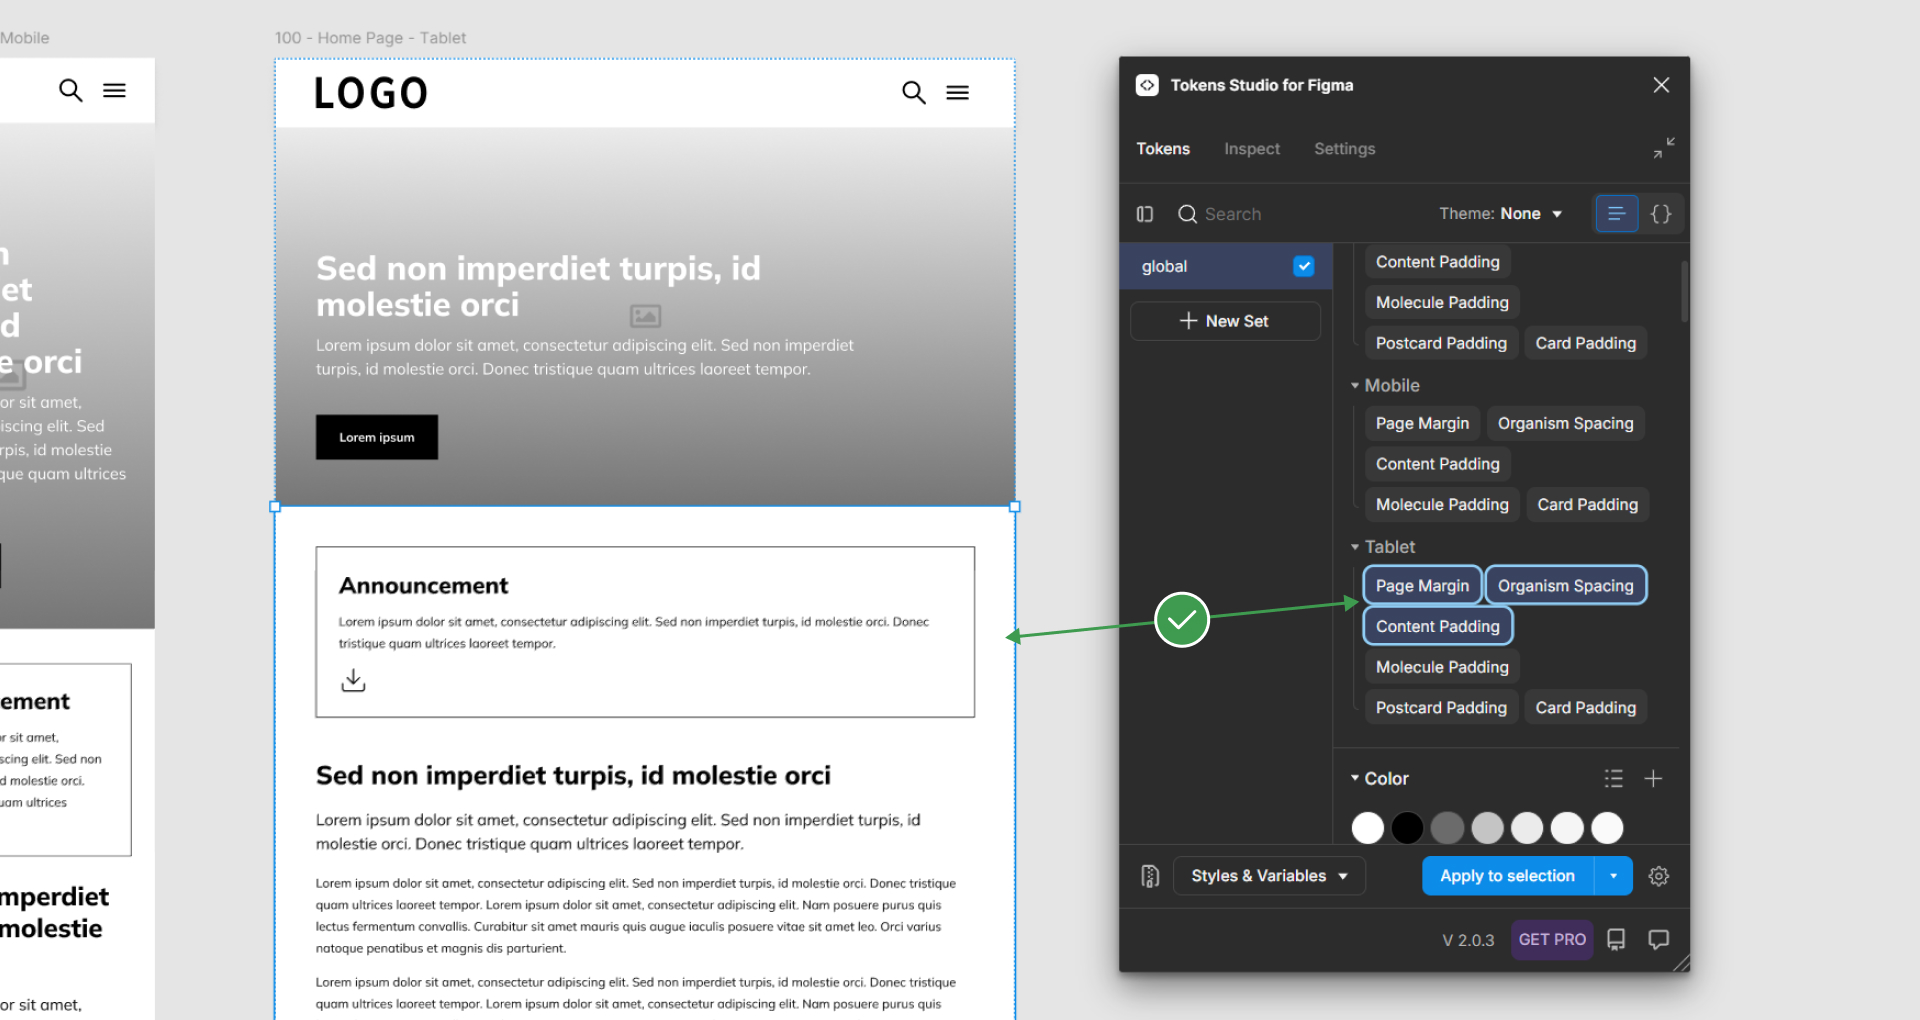 Mobile
n
et
d
e orci
or sit amet,
iscing elit. Sed
rpis, id molestie
que quam ultrices
ement
or sit amet,
scing elit. Sed non
d molestie orci.
uam ultrices
mperdiet
molestie
or sit amet,
100 - Home Page - Tablet
LOGO
Sed non imperdiet turpis, id
molestie orci
Lorem ipsum dolor sit amet, consectetur adipiscing elit. Sed non imperdiet
turpis, id molestie orci. Donec tristique quam ultrices laoreet tempor.
Lorem ipsum
Announcement
Lorem ipsum dolor sit amet, consectetur adipiscing elit. Sed non imperdiet turpis, id molestie orci. Donec
tristique quam ultrices laoreet tempor.
Sed non imperdiet turpis, id molestie orci
Lorem ipsum dolor sit amet, consectetur adipiscing elit. Sed non imperdiet turpis, id
molestie orci. Donec tristique quam ultrices laoreet tempor.
Lorem ipsum dolor sit amet, consectetur adipiscing elit. Sed non imperdiet turpis, id molestie orci. Donec tristique
quam ultrices laoreet tempor. Lorem ipsum dolor sit amet, consectetur adipiscing elit. Nam posuere purus quis
lectus fermentum convallis. Curabitur sit amet mauris quis augue iaculis posuere vitae sit amet leo. Orci varius
natoque penatibus et magnis dis parturient.
Lorem ipsum dolor sit amet, consectetur adipiscing elit. Sed non imperdiet turpis, id molestie orci. Donec tristique
quam ultrices laoreet tempor. Lorem ipsum dolor sit amet, consectetur adipiscing elit. Nam posuere purus quis
Tokens Studio for Figma
Tokens Inspect Settings
Search Theme: None {}
global
New Set
Content Padding
Molecule Padding
Postcard Padding Card Padding
Mobile
Page Margin Organism Spacing
Content Padding
Molecule Padding Card Padding
Tablet
Page Margin Organism Spacing
Content Padding
Molecule Padding
Postcard Padding Card Padding
Color
Styles & Variables Apply to selection
V 2.0.3 GET PRO